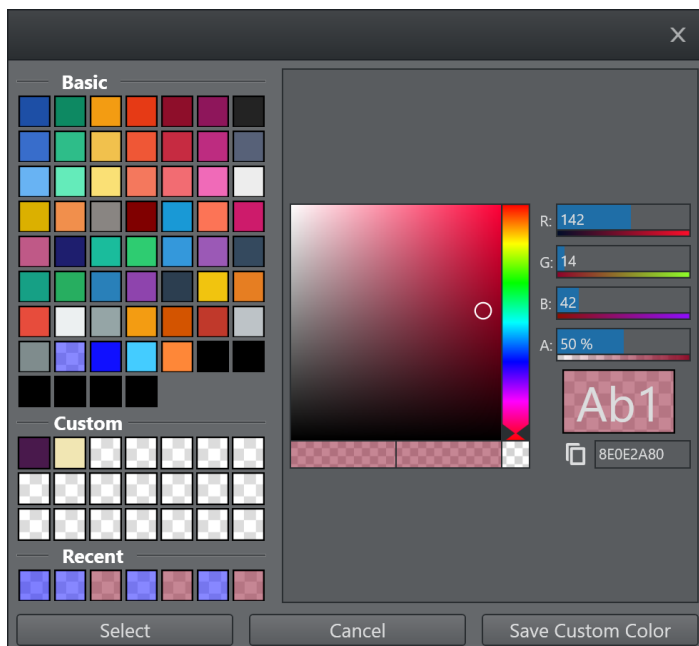 X
Basic
R: 142
G: 14
B: 42
A: 50 %
Ab1
8E0E2A80
Custom
Recent
Select
Cancel
Save Custom Color